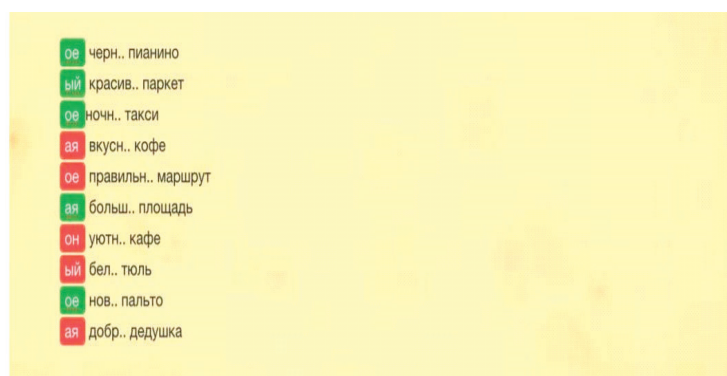 ое черн.. пианино
ый красив.. паркет
ое ночн.. такси
ая вкусн.. кофе
ое правильн.. маршрут
ая больш.. площадь
он уютн.. кафе
ый бел.. тюль
ое нов.. пальто
ая добр.. дедушка